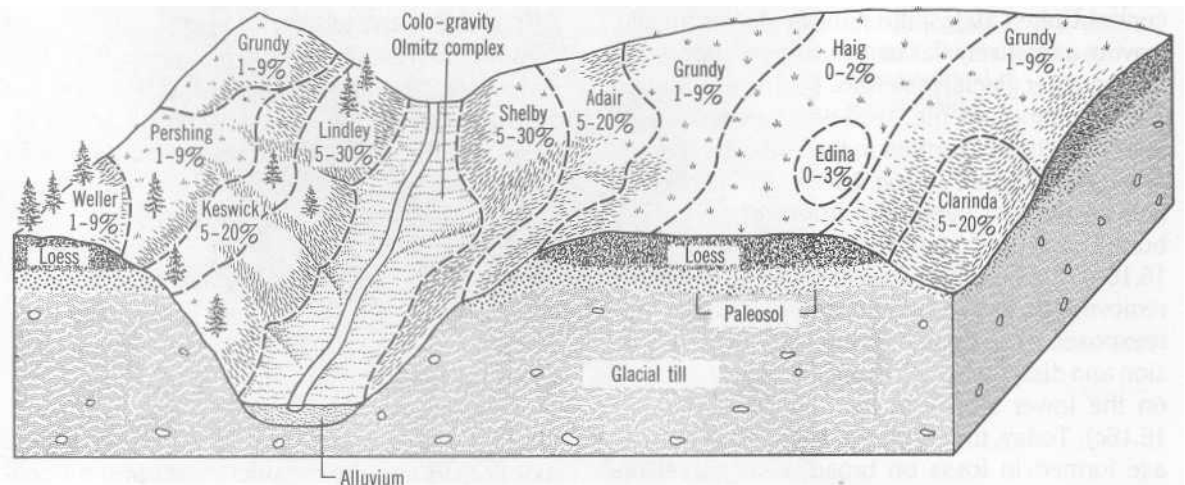 Colo-gravity
Olmitz complex
Grundy
1-9%
Pershing
1-9%
Weller
1-9%
Lindley
5-30%
Keswick
5-20%
Shelby
5-30%
Adair
5-20%
Grundy
1-9%
Haig
0-2%
Edina
0-3%
Grundy
1-9%
Clarinda
5-20%
Loess
Loess
Paleosol
Glacial till
Alluvium